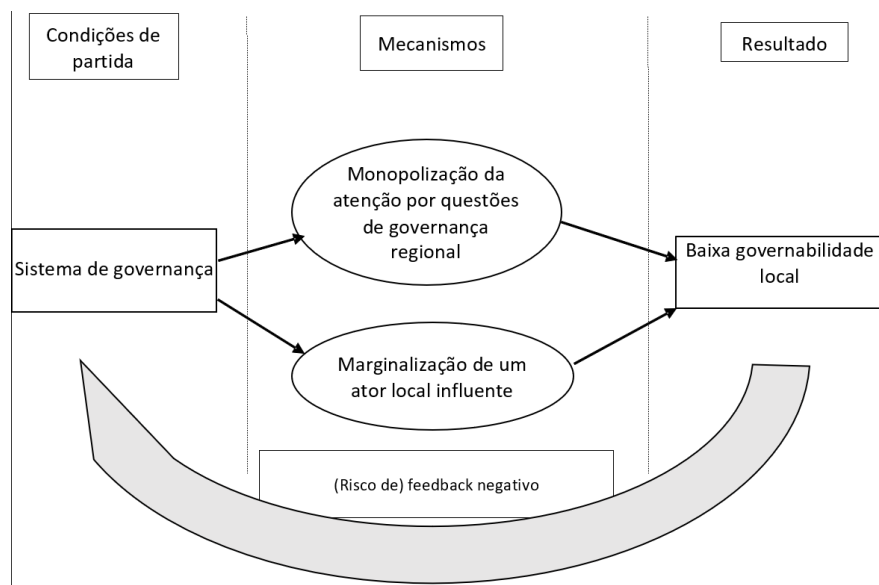 Condições de
partida
Mecanismos
Resultado
Monopolização da
atenção por questões
de governança
regional
Sistema de governança
Baixa governabilidade
local
Marginalização de um
ator local influente
(Risco de) feedback negativo